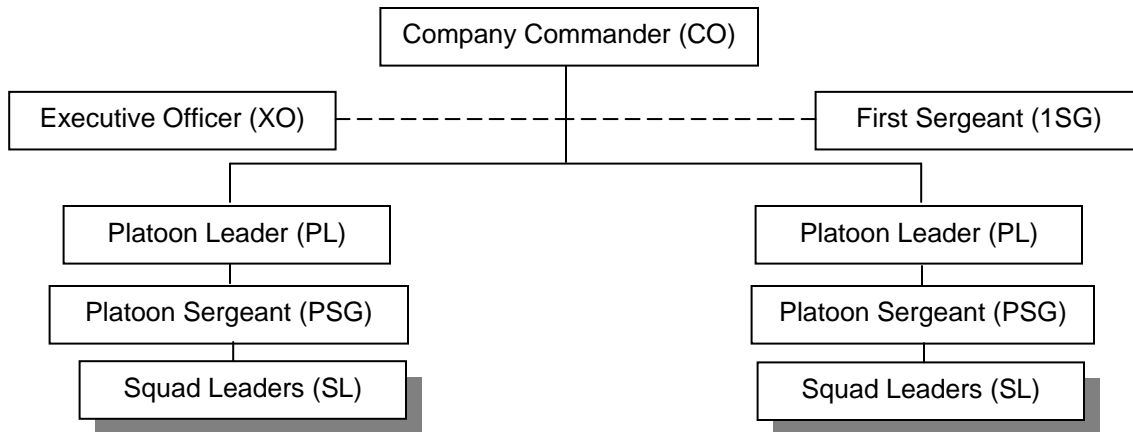 Company Commander (CO)
Executive Officer (XO)
First Sergeant (1SG)
Platoon Leader (PL)
Platoon Leader (PL)
Platoon Sergeant (PSG)
Platoon Sergeant (PSG)
Squad Leaders (SL)
Squad Leaders (SL)